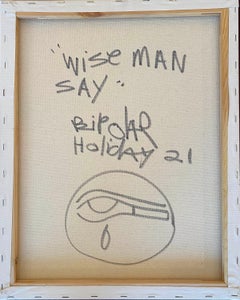 "WiSe MAN
SAY"
BiPolAR
HoliDAY 21